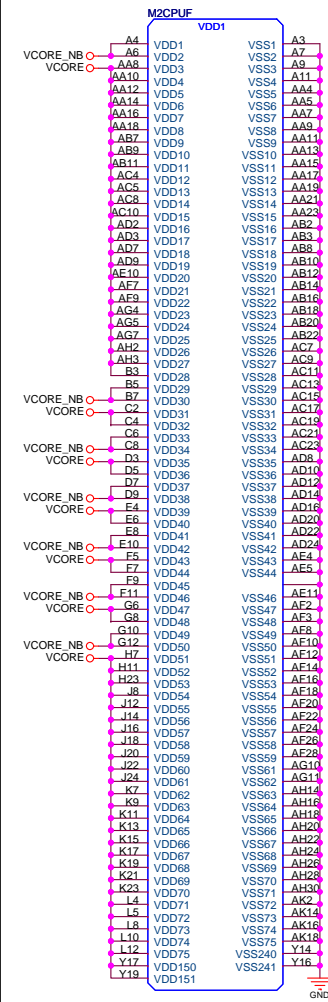 M2CPUF
VDD1
A4 VDD1 VSS1 A3
VCORE_NB A6 VDD2 VSS2 A7
VCORE AA8 VDD3 VSS3 A9
AA10 VDD4 VSS4 A11
AA12 VDD5 VSS5 AA4
AA14 VDD6 VSS6 AA5
AA16 VDD7 VSS7 AA7
AA18 VDD8 VSS8 AA9
AB7 VDD9 VSS9 AA11
AB9 VDD10 VSS10 AA13
AB11 VDD11 VSS11 AA15
AC4 VDD12 VSS12 AA17
AC5 VDD13 VSS13 AA19
AC8 VDD14 VSS14 AA21
AC10 VDD15 VSS15 AA23
AD2 VDD16 VSS16 AB2
AD3 VDD17 VSS17 AB3
AD7 VDD18 VSS18 AB8
AD9 VDD19 VSS19 AB10
AE10 VDD20 VSS20 AB12
AF7 VDD21 VSS21 AB14
AF9 VDD22 VSS22 AB16
AG4 VDD23 VSS23 AB18
AG5 VDD24 VSS24 AB20
AG7 VDD25 VSS25 AB22
AH2 VDD26 VSS26 AC7
AH3 VDD27 VSS27 AC9
B3 VDD28 VSS28 AC11
B5 VDD29 VSS29 AC13
VCORE_NB B7 VDD30 VSS30 AC15
VCORE C2 VDD31 VSS31 AC17
C4 VDD32 VSS32 AC19
C6 VDD33 VSS33 AC21
VCORE_NB C8 VDD34 VSS34 AC23
VCORE D3 VDD35 VSS35 AD8
D5 VDD36 VSS36 AD10
D7 VDD37 VSS37 AD12
VCORE_NB D9 VDD38 VSS38 AD14
VCORE E4 VDD39 VSS39 AD16
E6 VDD40 VSS40 AD20
E8 VDD41 VSS41 AD22
VCORE_NB E10 VDD42 VSS42 AD24
VCORE F5 VDD43 VSS43 AE4
F7 VDD44 VSS44 AE5
F9 VDD45
VCORE_NB F11 VDD46 VSS46 AE11
VCORE G6 VDD47 VSS47 AF2
G8 VDD48 VSS48 AF3
G10 VDD49 VSS49 AF8
VCORE_NB G12 VDD50 VSS50 AF10
VCORE H7 VDD51 VSS51 AF12
H11 VDD52 VSS52 AF14
H23 VDD53 VSS53 AF16
J8 VDD54 VSS54 AF18
J12 VDD55 VSS55 AF20
J14 VDD56 VSS56 AF22
J16 VDD57 VSS57 AF24
J18 VDD58 VSS58 AF26
J20 VDD59 VSS59 AF28
J22 VDD60 VSS61 AG10
J24 VDD61 VSS62 AG11
K7 VDD62 VSS63 AH14
K9 VDD63 VSS64 AH16
K11 VDD64 VSS65 AH18
K13 VDD65 VSS66 AH20
K15 VDD66 VSS67 AH22
K17 VDD67 VSS68 AH24
K19 VDD68 VSS69 AH26
K21 VDD69 VSS70 AH28
K23 VDD70 VSS71 AH30
L4 VDD71 VSS72 AK2
L5 VDD72 VSS73 AK14
L8 VDD73 VSS74 AK16
L10 VDD74 VSS75 AK18
L12 VDD75 VSS240 Y14
Y17 VDD150 VSS241 Y16
Y19 VDD151
GND